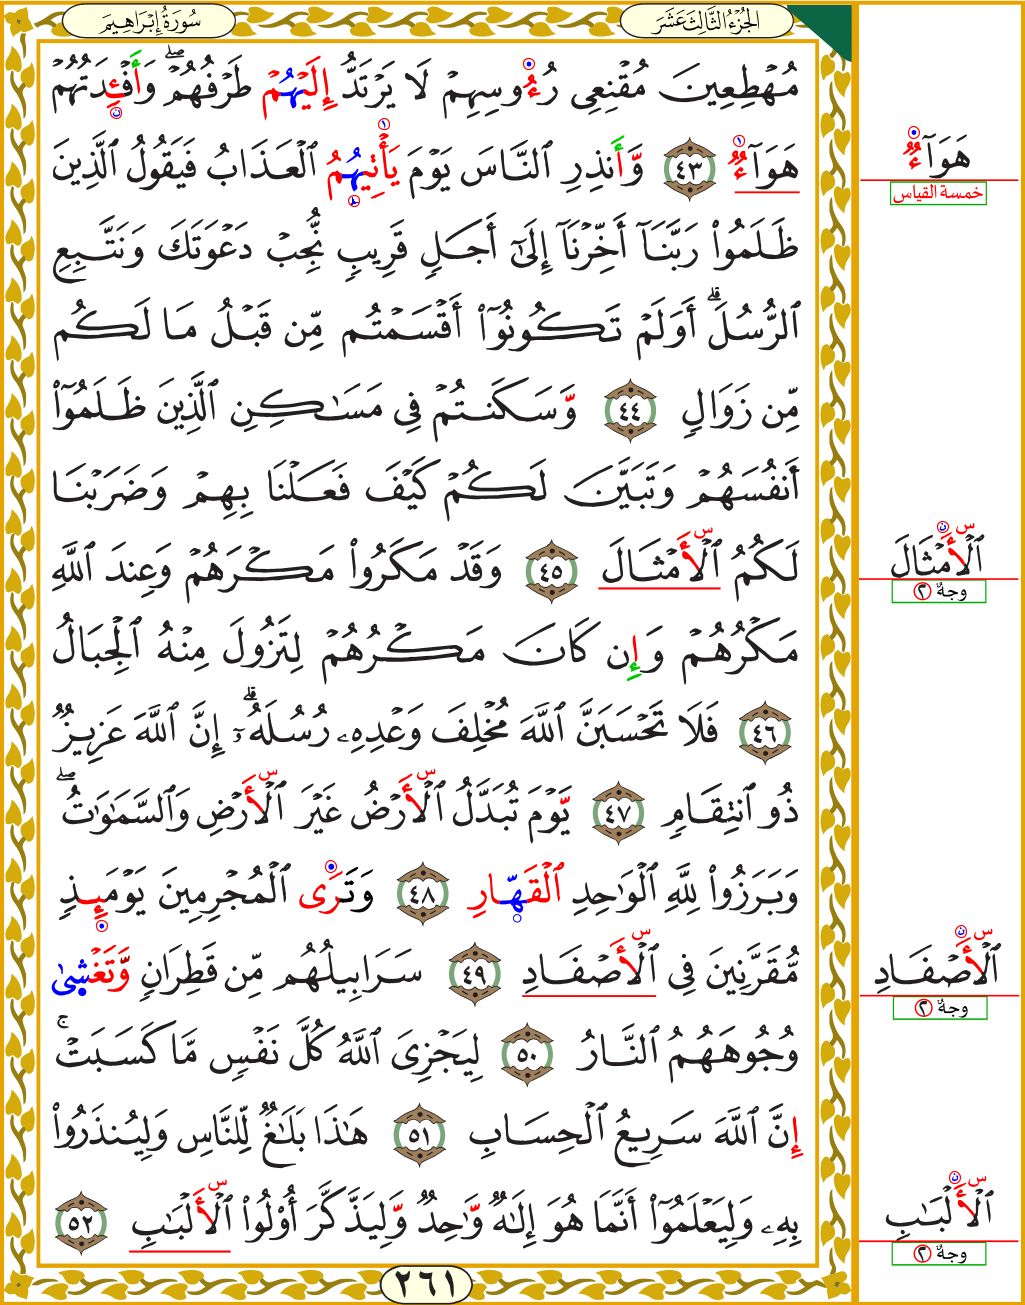 الجُزْءُ الثَّالِثَ عَشَرَ
سُورَةُ إِبْرَاهِيمَ
مُهْطِعِينَ مُقْنِعِي رُءُوسِهِمْ لَا يَرْتَدُّ إِلَيْهِمْ طَرْفُهُمْۖ وَأَفْـِٔدَتُهُمْ
هَوَآءٌ ٤٣ وَأَنذِرِ ٱلنَّاسَ يَوْمَ يَأْتِيهِمُ ٱلْعَذَابُ فَيَقُولُ ٱلَّذِينَ
ظَلَمُوا۟ رَبَّنَآ أَخِّرْنَآ إِلَىٰٓ أَجَلٍ قَرِيبٍ نُّجِبْ دَعْوَتَكَ وَنَتَّبِعِ
ٱلرُّسُلَۗ أَوَلَمْ تَكُونُوٓا۟ أَقْسَمْتُم مِّن قَبْلُ مَا لَكُم
مِّن زَوَالٍ ٤٤ وَّسَكَنتُمْ فِي مَسَـٰكِنِ ٱلَّذِينَ ظَلَمُوٓا۟
أَنفُسَهُمْ وَتَبَيَّنَ لَكُمْ كَيْفَ فَعَلْنَا بِهِمْ وَضَرَبْنَا
لَكُمُ ٱلْأَمْثَالَ ٤٥ وَقَدْ مَكَرُوا۟ مَكْرَهُمْ وَعِندَ ٱللَّهِ
مَكْرُهُمْ وَإِن كَانَ مَكْرُهُمْ لِتَزُولَ مِنْهُ ٱلْجِبَالُ
٤٦ فَلَا تَحْسَبَنَّ ٱللَّهَ مُخْلِفَ وَعْدِهِۦ رُسُلَهُۥٓۗ إِنَّ ٱللَّهَ عَزِيزٌ
ذُو ٱنتِقَامٍ ٤٧ يَّوْمَ تُبَدَّلُ ٱلْأَرْضُ غَيْرَ ٱلْأَرْضِ وَٱلسَّمَـٰوَٰتُۖ
وَبَرَزُوا۟ لِلَّهِ ٱلْوَٰحِدِ ٱلْقَهَّارِ ٤٨ وَتَرَى ٱلْمُجْرِمِينَ يَوْمَئِذٍ
مُّقَرَّنِينَ فِي ٱلْأَصْفَادِ ٤٩ سَرَابِيلُهُم مِّن قَطِرَانٍ وَّتَغْشَىٰ
وُجُوهَهُمُ ٱلنَّارُ ٥٠ لِيَجْزِيَ ٱللَّهُ كُلَّ نَفْسٍ مَّا كَسَبَتْۚ
إِنَّ ٱللَّهَ سَرِيعُ ٱلْحِسَابِ ٥١ هَـٰذَا بَلَـٰغٌ لِّلنَّاسِ وَلِيُنذَرُوا۟
بِهِۦ وَلِيَعْلَمُوٓا۟ أَنَّمَا هُوَ إِلَـٰهٌ وَّٰحِدٌ وَّلِيَذَّكَّرَ أُو۟لُوا۟ ٱلْأَلْبَـٰبِ ٥٢
٢٦١
هَوَآءٌ
خمسة القياس
ٱلْأَمْثَالَ
وجهٌ ٢
ٱلْأَصْفَادِ
وجهٌ ٢
ٱلْأَلْبَـٰبِ
وجهٌ ٢